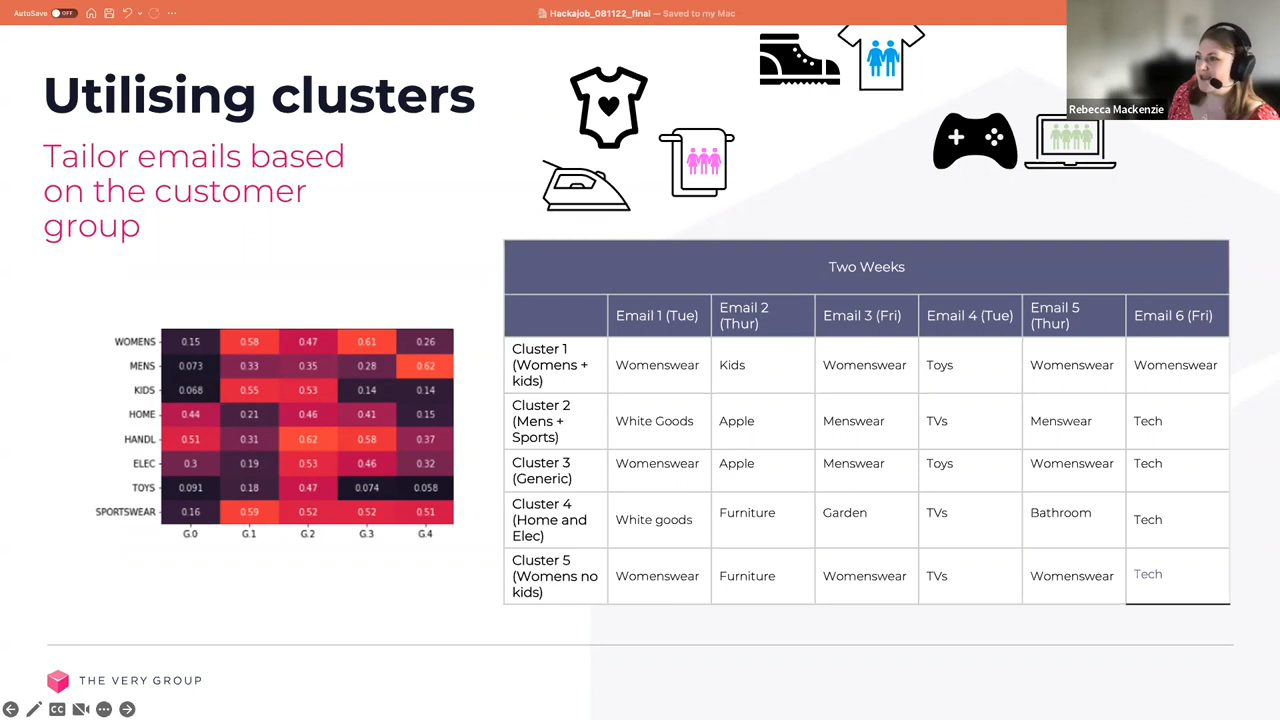 AutoSave OFF
Hackajob_081122_final — Saved to my Mac
Rebecca Mackenzie
Utilising clusters
Tailor emails based
on the customer
group
WOMENS 0.15 0.58 0.47 0.61 0.26
MENS 0.073 0.33 0.35 0.28 0.62
KIDS 0.068 0.55 0.53 0.14 0.14
HOME 0.44 0.21 0.46 0.41 0.15
HANDL 0.51 0.31 0.62 0.58 0.37
ELEC 0.3 0.19 0.53 0.46 0.32
TOYS 0.091 0.18 0.47 0.074 0.058
SPORTSWEAR 0.16 0.59 0.52 0.52 0.51
G.0 G.1 G.2 G.3 G.4
Two Weeks
Email 1 (Tue)
Email 2
(Thur)
Email 3 (Fri)
Email 4 (Tue)
Email 5
(Thur)
Email 6 (Fri)
Cluster 1
(Womens +
kids)
Womenswear
Kids
Womenswear
Toys
Womenswear
Womenswear
Cluster 2
(Mens +
Sports)
White Goods
Apple
Menswear
TVs
Menswear
Tech
Cluster 3
(Generic)
Womenswear
Apple
Menswear
Toys
Womenswear
Tech
Cluster 4
(Home and
Elec)
White goods
Furniture
Garden
TVs
Bathroom
Tech
Cluster 5
(Womens no
kids)
Womenswear
Furniture
Womenswear
TVs
Womenswear
Tech
THE VERY GROUP
CC